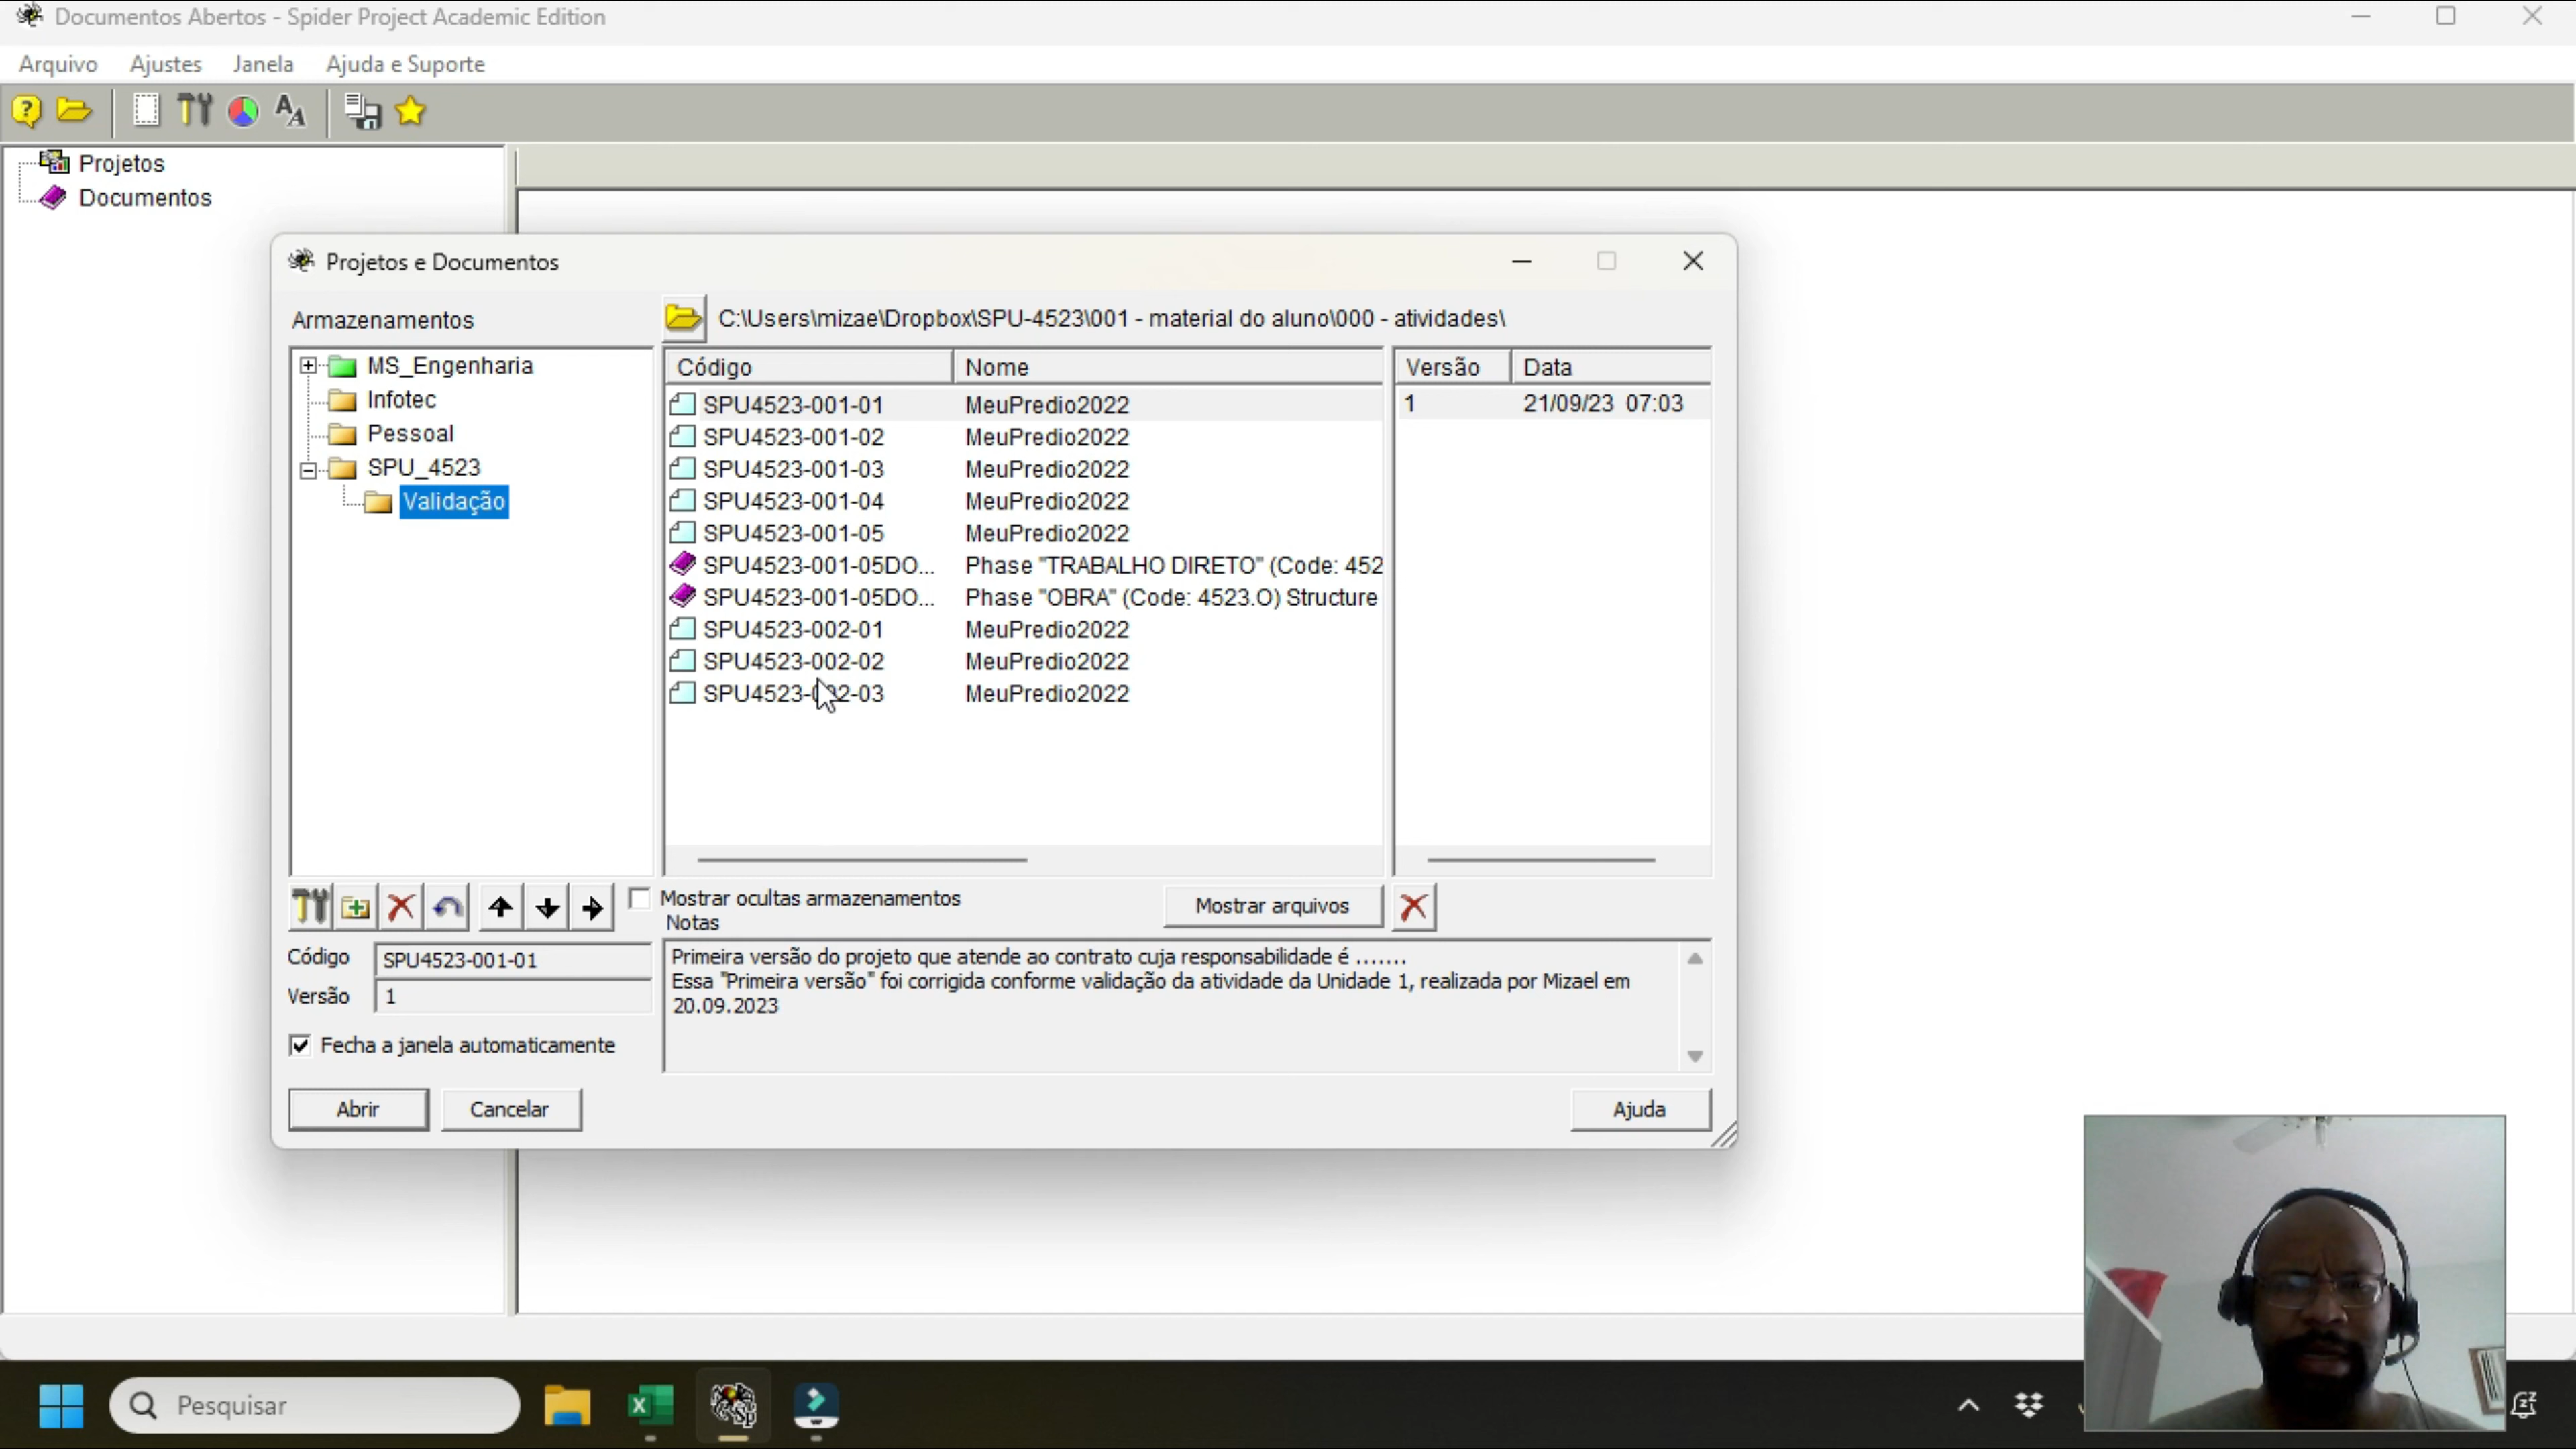 Documentos Abertos - Spider Project Academic Edition
Arquivo Ajustes Janela Ajuda e Suporte
Projetos
Documentos
Projetos e Documentos
Armazenamentos
C:\Users\mizae\Dropbox\SPU-4523\001 - material do aluno\000 - atividades\
MS_Engenharia
Infotec
Pessoal
SPU_4523
Validação
Código Nome Versão Data
SPU4523-001-01 MeuPredio2022 1 21/09/23 07:03
SPU4523-001-02 MeuPredio2022
SPU4523-001-03 MeuPredio2022
SPU4523-001-04 MeuPredio2022
SPU4523-001-05 MeuPredio2022
SPU4523-001-05DO... Phase "TRABALHO DIRETO" (Code: 452
SPU4523-001-05DO... Phase "OBRA" (Code: 4523.O) Structure
SPU4523-002-01 MeuPredio2022
SPU4523-002-02 MeuPredio2022
SPU4523-002-03 MeuPredio2022
Mostrar ocultas armazenamentos
Mostrar arquivos
Notas
Código SPU4523-001-01
Versão 1
Primeira versão do projeto que atende ao contrato cuja responsabilidade é .......
Essa "Primeira versão" foi corrigida conforme validação da atividade da Unidade 1, realizada por Mizael em
20.09.2023
Fecha a janela automaticamente
Abrir Cancelar Ajuda
Pesquisar